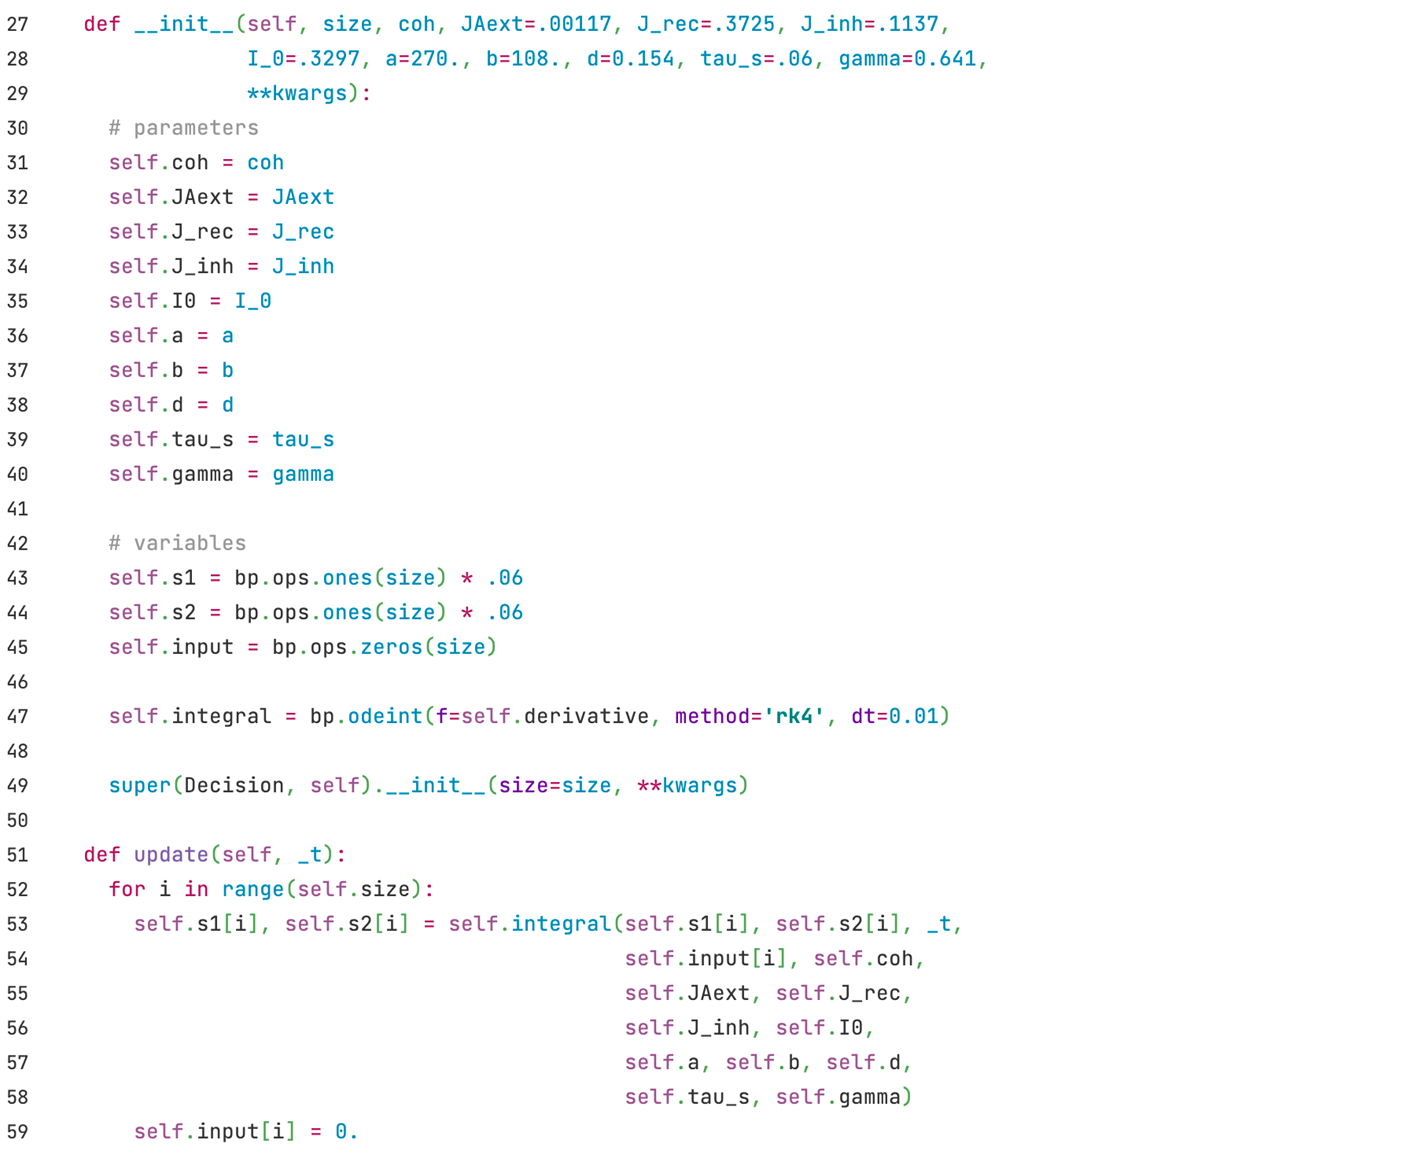 27 def __init__(self, size, coh, JAext=.00117, J_rec=.3725, J_inh=.1137,
28 I_0=.3297, a=270., b=108., d=0.154, tau_s=.06, gamma=0.641,
29 **kwargs):
30 # parameters
31 self.coh = coh
32 self.JAext = JAext
33 self.J_rec = J_rec
34 self.J_inh = J_inh
35 self.I0 = I_0
36 self.a = a
37 self.b = b
38 self.d = d
39 self.tau_s = tau_s
40 self.gamma = gamma
41
42 # variables
43 self.s1 = bp.ops.ones(size) * .06
44 self.s2 = bp.ops.ones(size) * .06
45 self.input = bp.ops.zeros(size)
46
47 self.integral = bp.odeint(f=self.derivative, method='rk4', dt=0.01)
48
49 super(Decision, self).__init__(size=size, **kwargs)
50
51 def update(self, _t):
52 for i in range(self.size):
53 self.s1[i], self.s2[i] = self.integral(self.s1[i], self.s2[i], _t,
54 self.input[i], self.coh,
55 self.JAext, self.J_rec,
56 self.J_inh, self.I0,
57 self.a, self.b, self.d,
58 self.tau_s, self.gamma)
59 self.input[i] = 0.